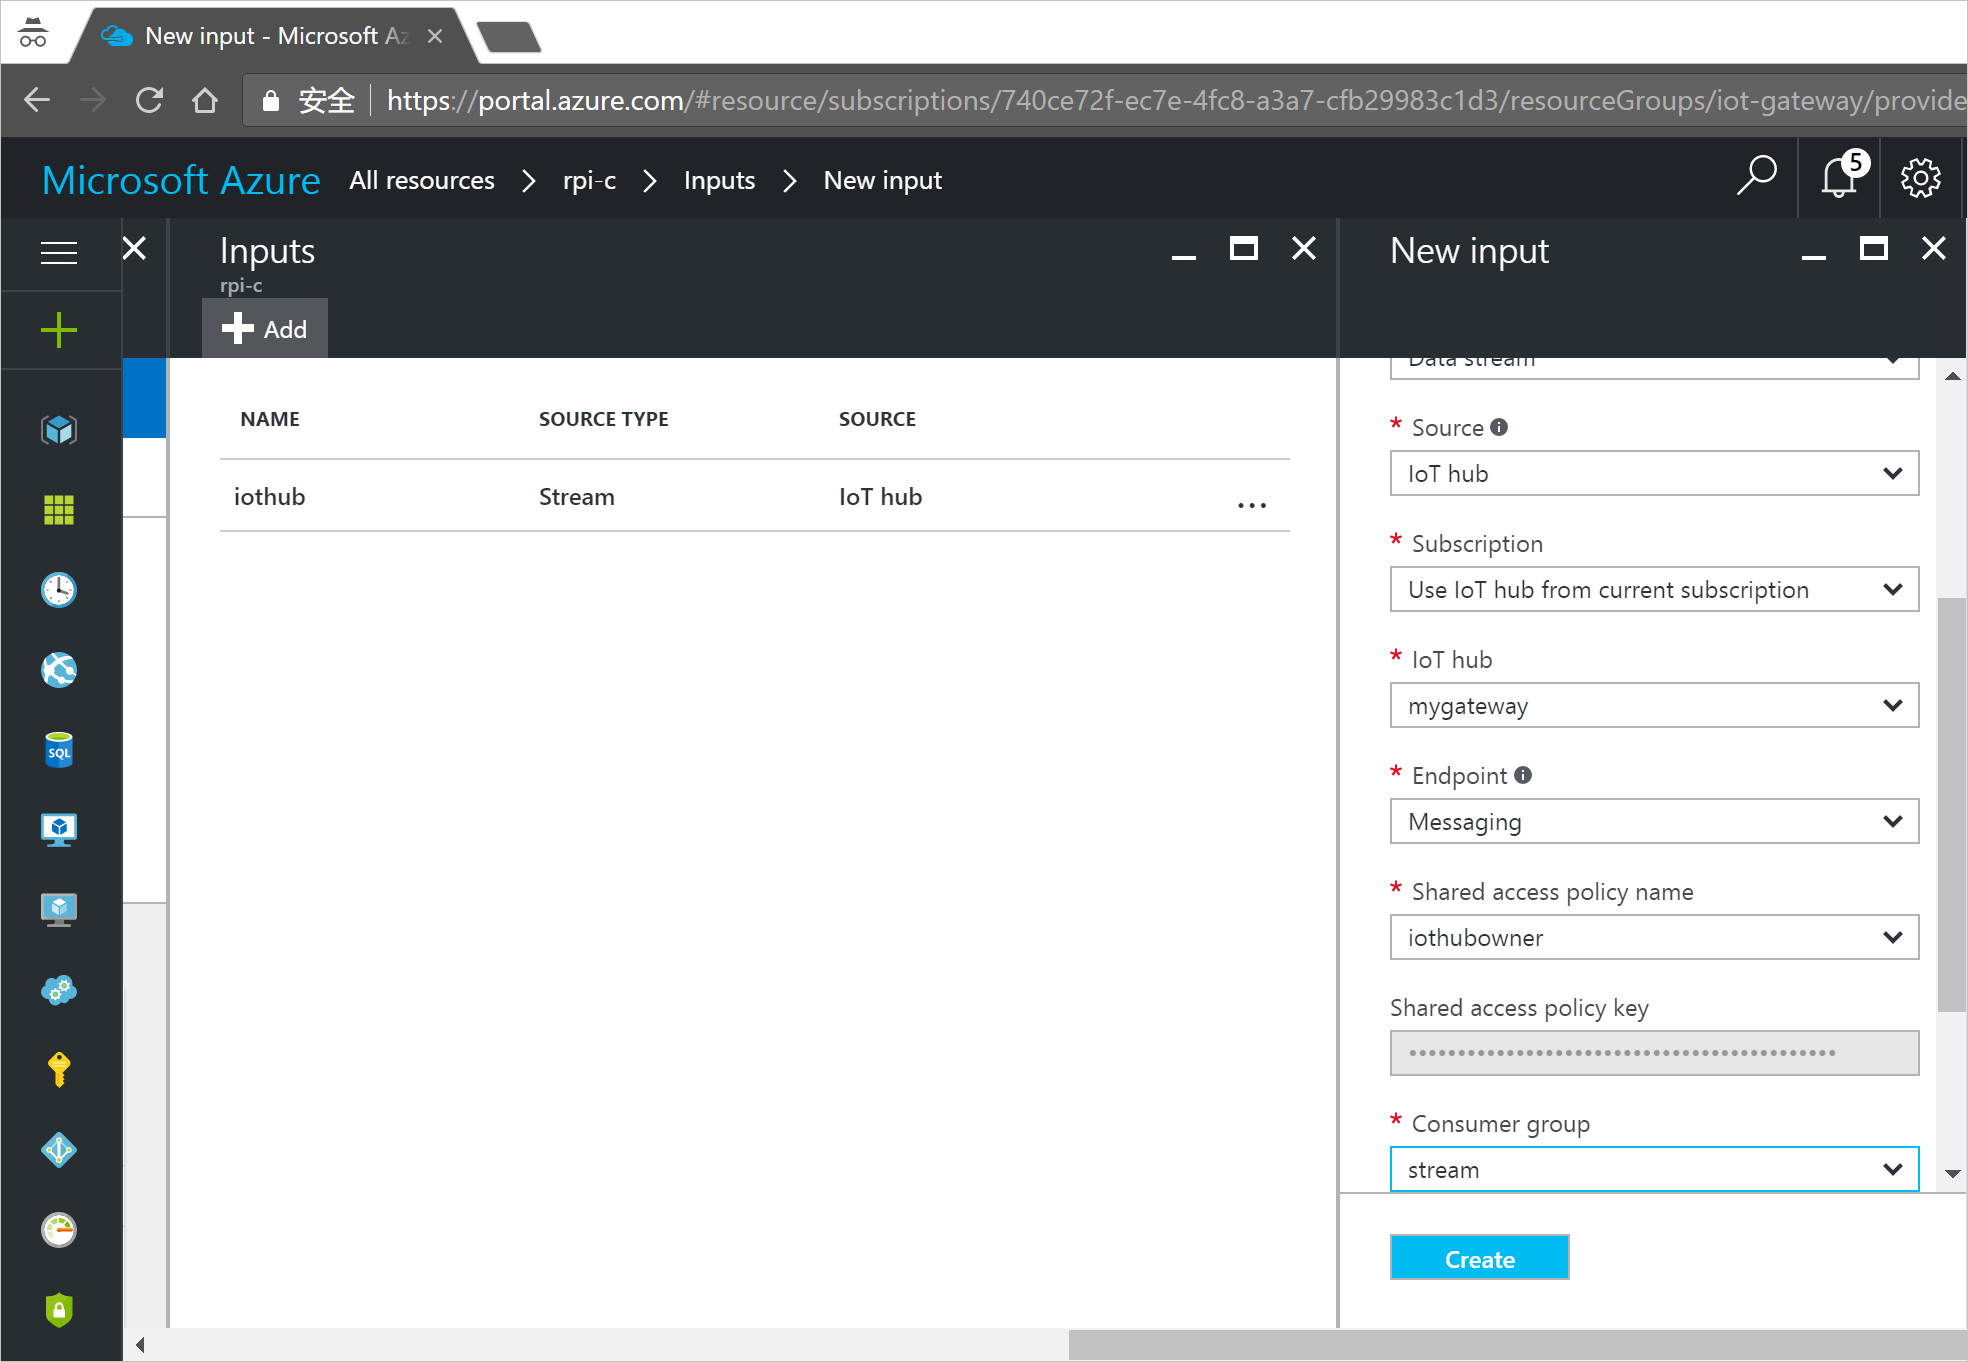 New input - Microsoft Az
安全 https://portal.azure.com/#resource/subscriptions/740ce72f-ec7e-4fc8-a3a7-cfb29983c1d3/resourceGroups/iot-gateway/provide
Microsoft Azure All resources > rpi-c > Inputs > New input 5
Inputs
rpi-c
Add
NAME SOURCE TYPE SOURCE
iothub Stream IoT hub ...
SQL
New input
Data stream
* Source
IoT hub
* Subscription
Use IoT hub from current subscription
* IoT hub
mygateway
* Endpoint
Messaging
* Shared access policy name
iothubowner
Shared access policy key
* Consumer group
stream
Create